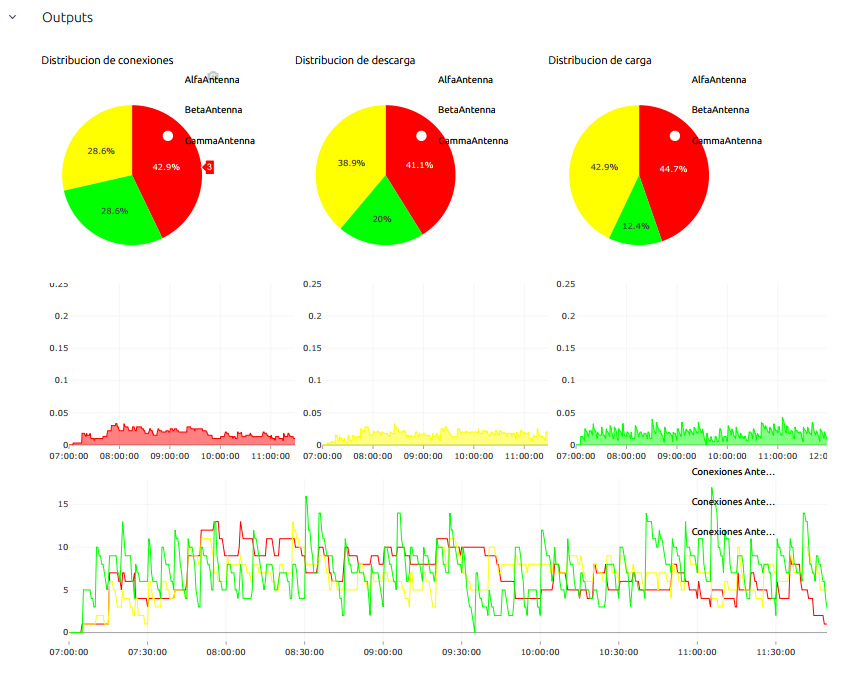 Outputs
Distribucion de conexiones
Distribucion de descarga
Distribucion de carga
AlfaAntenna
AlfaAntenna
AlfaAntenna
BetaAntenna
BetaAntenna
BetaAntenna
GammaAntenna
GammaAntenna
GammaAntenna
28.6%
42.9%
3
28.6%
38.9%
41.1%
20%
42.9%
44.7%
12.4%
0.25
0.2
0.15
0.1
0.05
0
07:00:00 08:00:00 09:00:00 10:00:00 11:00:00
0.25
0.2
0.15
0.1
0.05
0
07:00:00 08:00:00 09:00:00 10:00:00 11:00:00
0.25
0.2
0.15
0.1
0.05
0
07:00:00 08:00:00 09:00:00 10:00:00 11:00:00 12:0
Conexiones Ante...
Conexiones Ante...
Conexiones Ante...
15
10
5
0
07:00:00 07:30:00 08:00:00 08:30:00 09:00:00 09:30:00 10:00:00 10:30:00 11:00:00 11:30:00